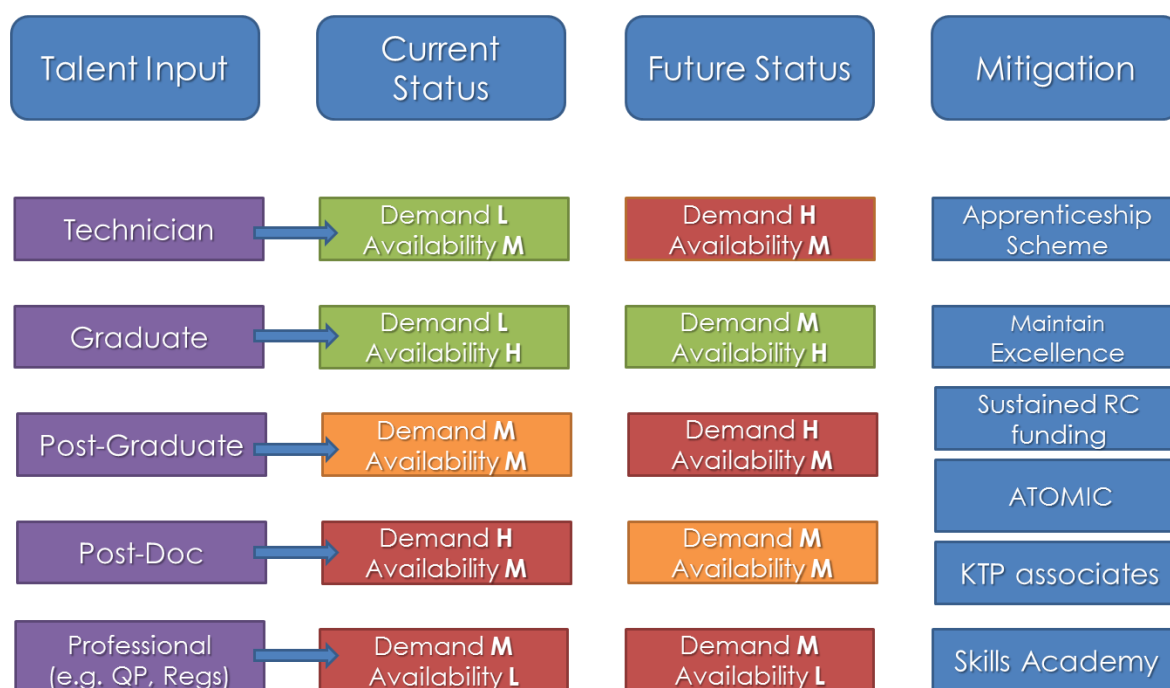 Talent Input
Current
Status
Future Status
Mitigation
Technician
Demand L
Availability M
Demand H
Availability M
Apprenticeship
Scheme
Graduate
Demand L
Availability H
Demand M
Availability H
Maintain
Excellence
Post-Graduate
Demand M
Availability M
Demand H
Availability M
Sustained RC
funding
ATOMIC
Post-Doc
Demand H
Availability M
Demand M
Availability M
KTP associates
Professional
(e.g. QP, Regs)
Demand M
Availability L
Demand M
Availability L
Skills Academy